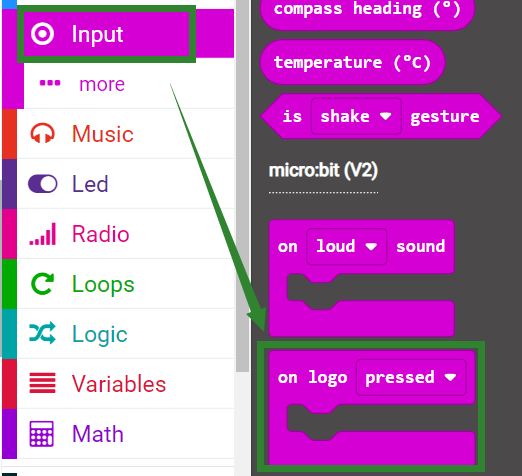 Input
more
Music
Led
Radio
Loops
Logic
Variables
Math
compass heading (°)
temperature (°C)
is shake gesture
micro:bit (V2)
on loud sound
on logo pressed